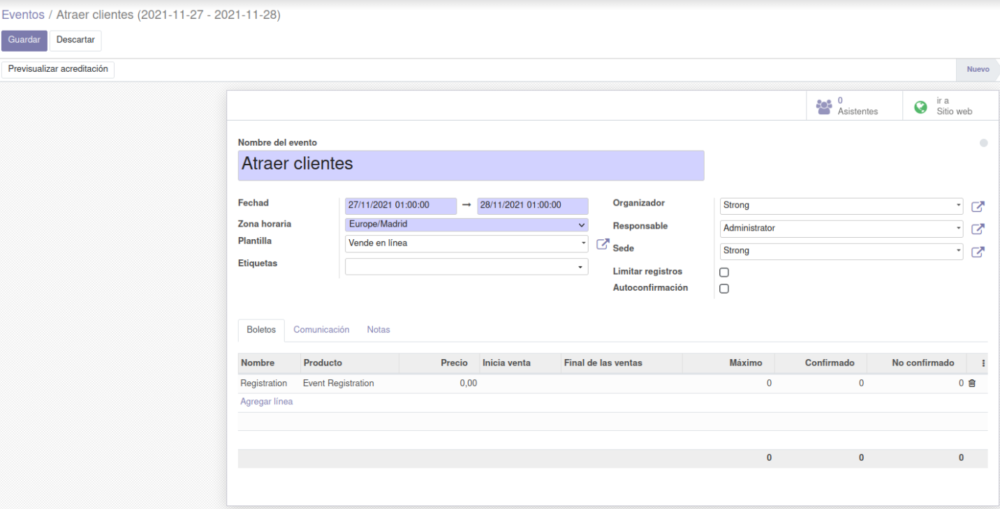 Eventos / Atraer clientes (2021-11-27 - 2021-11-28)
Guardar Descartar
Previsualizar acreditación Nuevo
0 Asistentes
ir a Sitio web
Nombre del evento
Atraer clientes
Fechad 27/11/2021 01:00:00 → 28/11/2021 01:00:00
Zona horaria Europe/Madrid
Plantilla Vende en línea
Etiquetas
Organizador Strong
Responsable Administrator
Sede Strong
Limitar registros
Autoconfirmación
Boletos Comunicación Notas
Nombre Producto Precio Inicia venta Final de las ventas Máximo Confirmado No confirmado
Registration Event Registration 0,00 0 0 0
Agregar línea
0 0 0